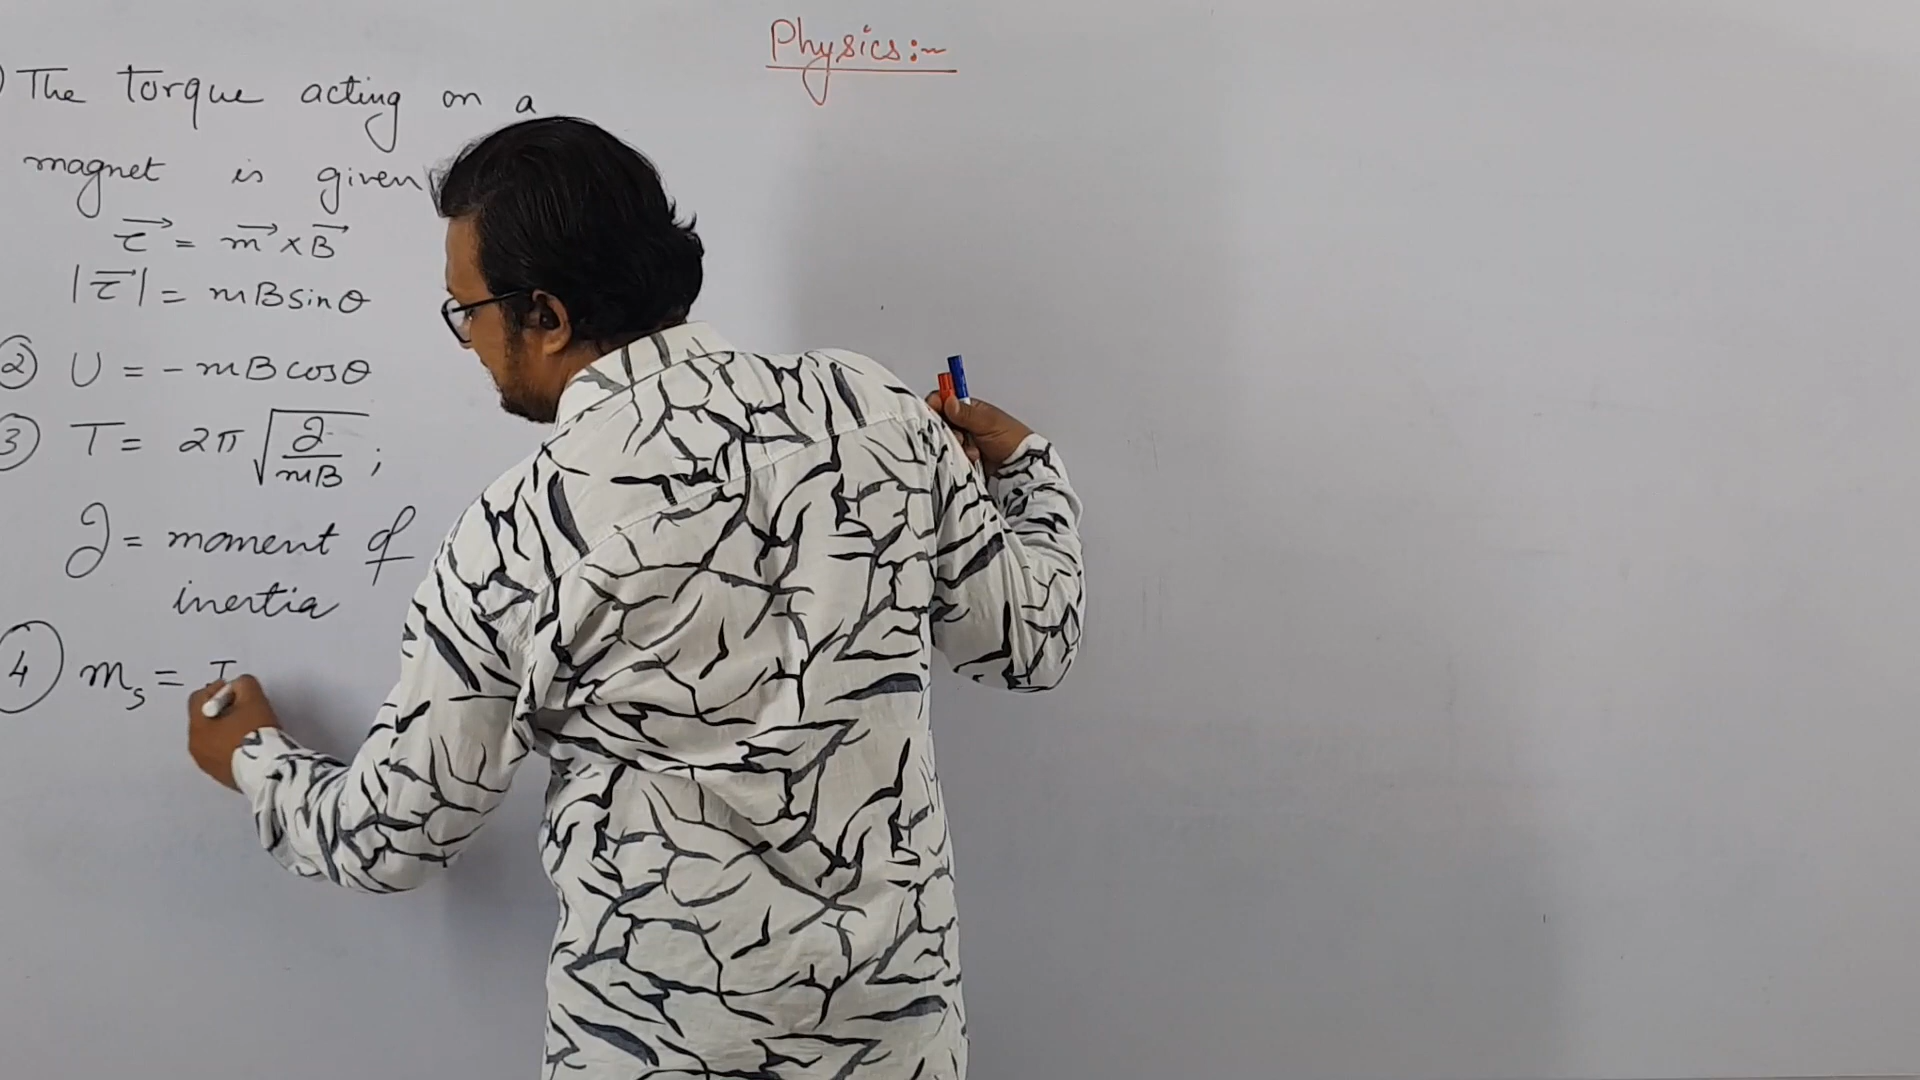 Physics:~
The torque acting on a
magnet is given
τ⃗ = m⃗ × B⃗
|τ⃗| = mB sinθ
② U = - mB cosθ
③ T = 2π √(ℐ/mB) ;
ℐ = moment of
inertia
④ mₛ = I